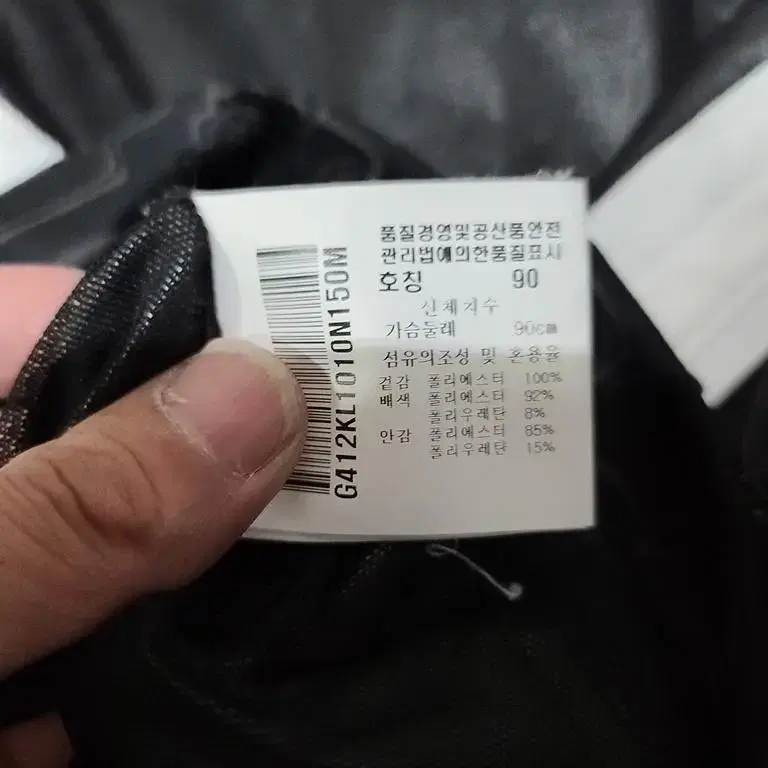 품질경영및공산품안전
관리법에의한품질표시
호칭 90
신체치수
가슴둘레 90cm
섬유의조성 및 혼용율
겉감 폴리에스터 100%
배색 폴리에스터 92%
폴리우레탄 8%
안감 폴리에스터 85%
폴리우레탄 15%
G412KL1010N150M